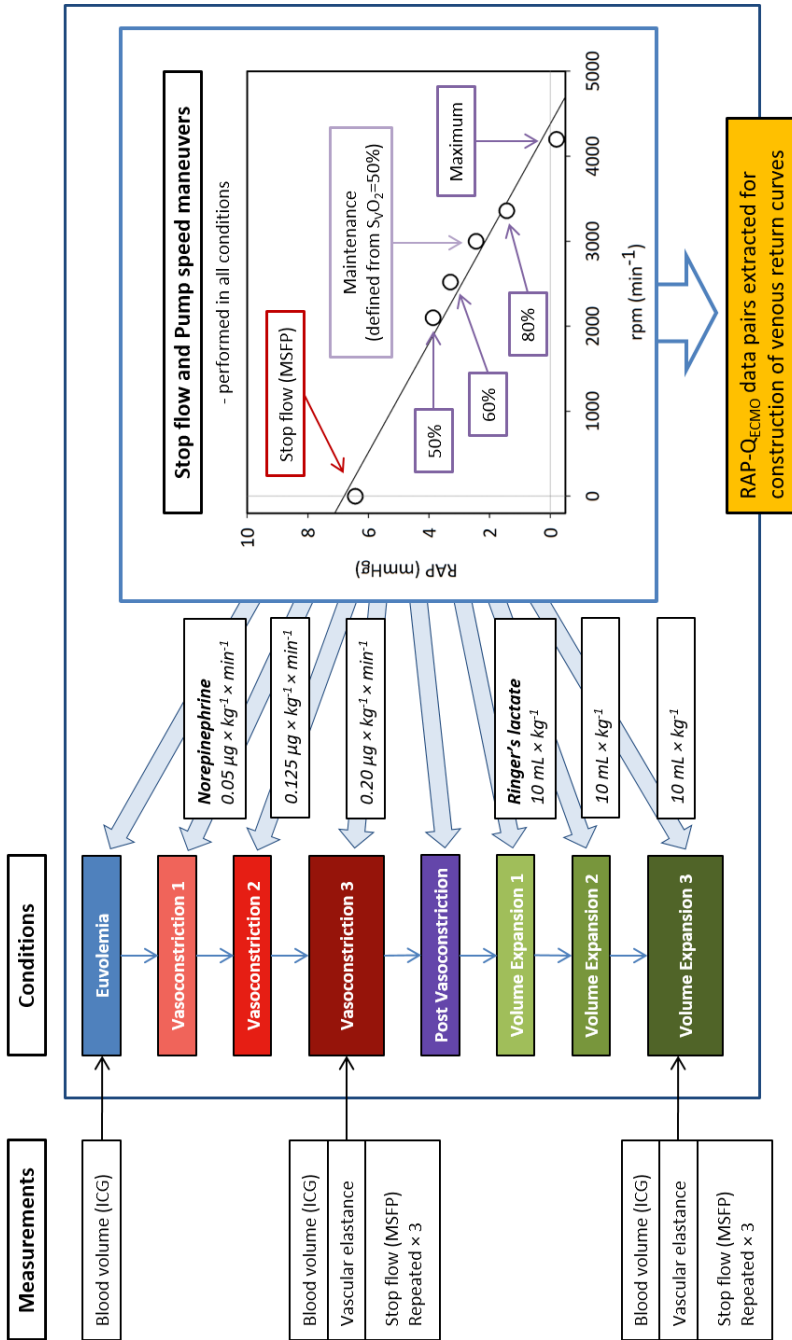 Measurements
Conditions
Blood volume (ICG)
Blood volume (ICG)
Vascular elastance
Stop flow (MSFP)
Repeated × 3
Blood volume (ICG)
Vascular elastance
Stop flow (MSFP)
Repeated × 3
Euvolemia
Vasoconstriction 1
Vasoconstriction 2
Vasoconstriction 3
Post Vasoconstriction
Volume Expansion 1
Volume Expansion 2
Volume Expansion 3
Norepinephrine
0.05 µg × kg⁻¹ × min⁻¹
0.125 µg × kg⁻¹ × min⁻¹
0.20 µg × kg⁻¹ × min⁻¹
Ringer's lactate
10 mL × kg⁻¹
10 mL × kg⁻¹
10 mL × kg⁻¹
Stop flow and Pump speed maneuvers
- performed in all conditions
Stop flow (MSFP)
Maintenance
(defined from SᵥO₂=50%)
Maximum
50%
60%
80%
RAP (mmHg)
10
8
6
4
2
0
0
1000
2000
3000
4000
5000
rpm (min⁻¹)
RAP-Q_ECMO data pairs extracted for
construction of venous return curves